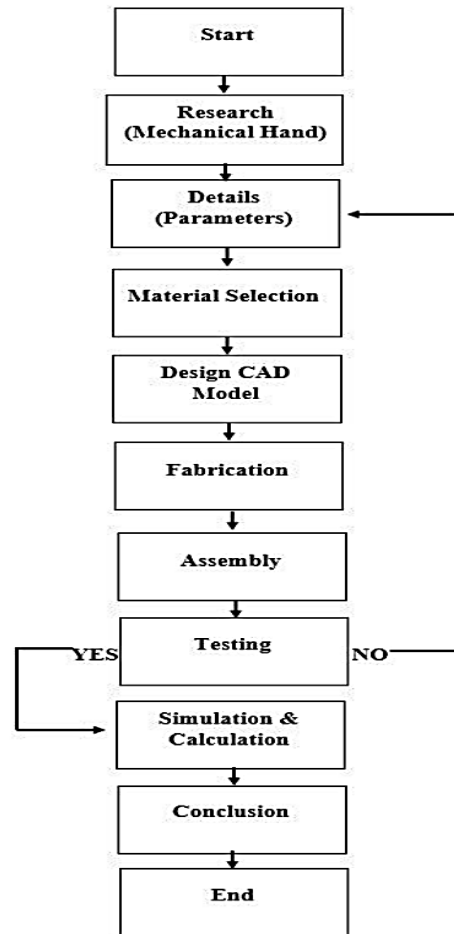 Start
Research
(Mechanical Hand)
Details
(Parameters)
Material Selection
Design CAD
Model
Fabrication
Assembly
YES
Testing
NO
Simulation &
Calculation
Conclusion
End